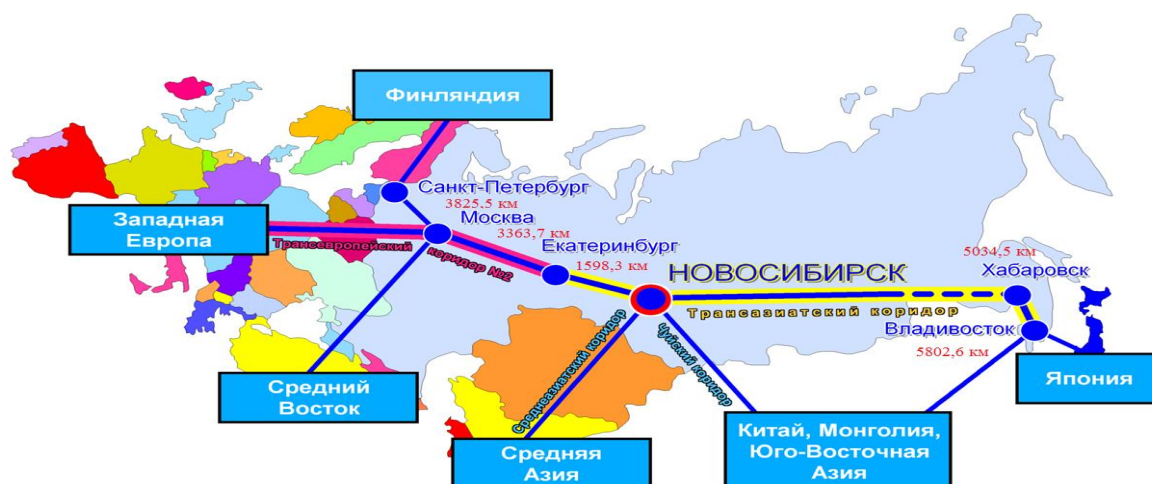 Финляндия
Санкт-Петербург
3825,5 км
Западная
Европа
Москва
3363,7 км
Трансевропейский коридор №2
Екатеринбург
1598,3 км
НОВОСИБИРСК
5034,5 км
Хабаровск
Трансазиатский коридор
Владивосток
5802,6 км
Среднеазиатский коридор
Чуйский коридор
Средний
Восток
Япония
Средняя
Азия
Китай, Монголия,
Юго-Восточная
Азия